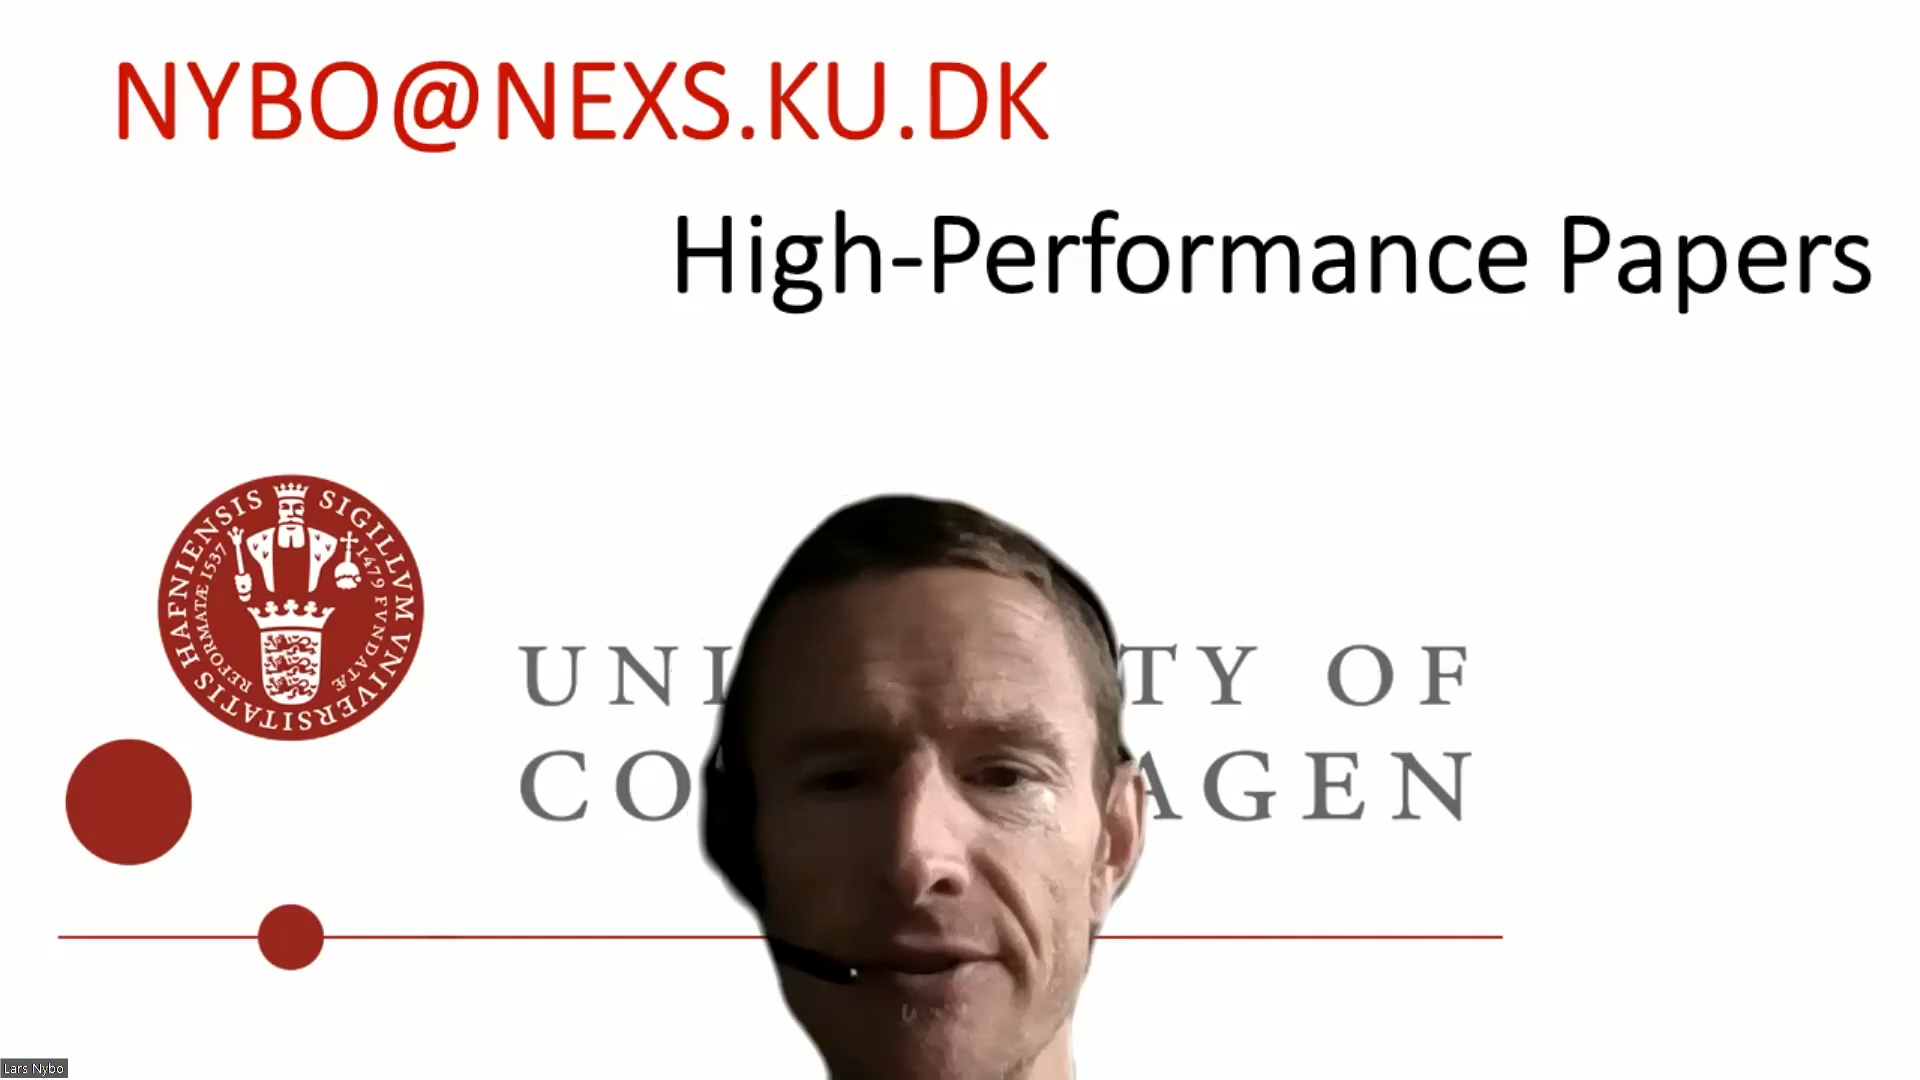 NYBO@NEXS.KU.DK
High-Performance Papers
SIGILLVM VNIVERSITATIS HAFNIENSIS
1479 FVNDATÆ
REFORMATÆ 1537
UNI TY OF
CO AGEN
Lars Nybo